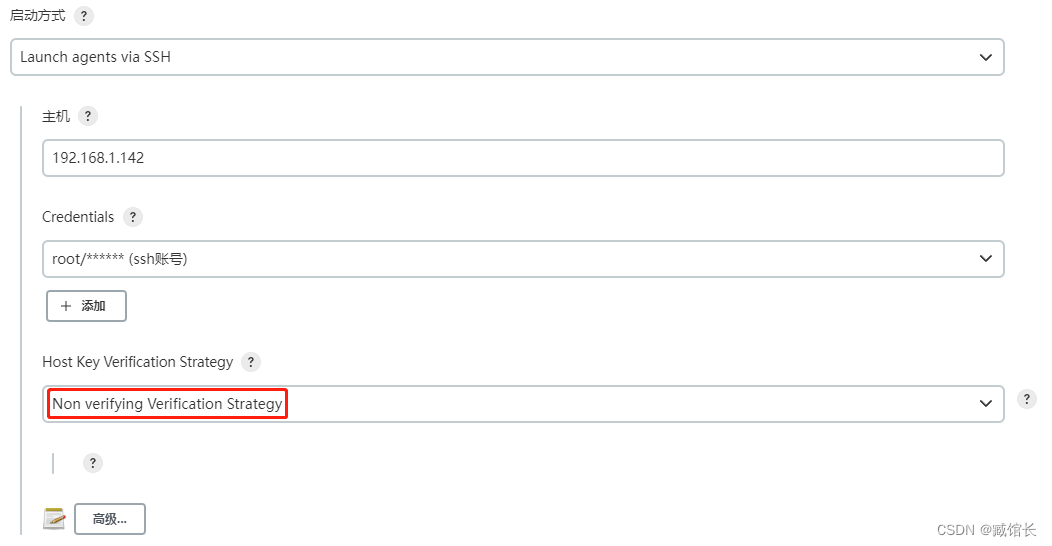 启动方式 ?
Launch agents via SSH
主机 ?
192.168.1.142
Credentials ?
root/****** (ssh账号)
+ 添加
Host Key Verification Strategy ?
Non verifying Verification Strategy
?
?
高级...
CSDN @臧馆长